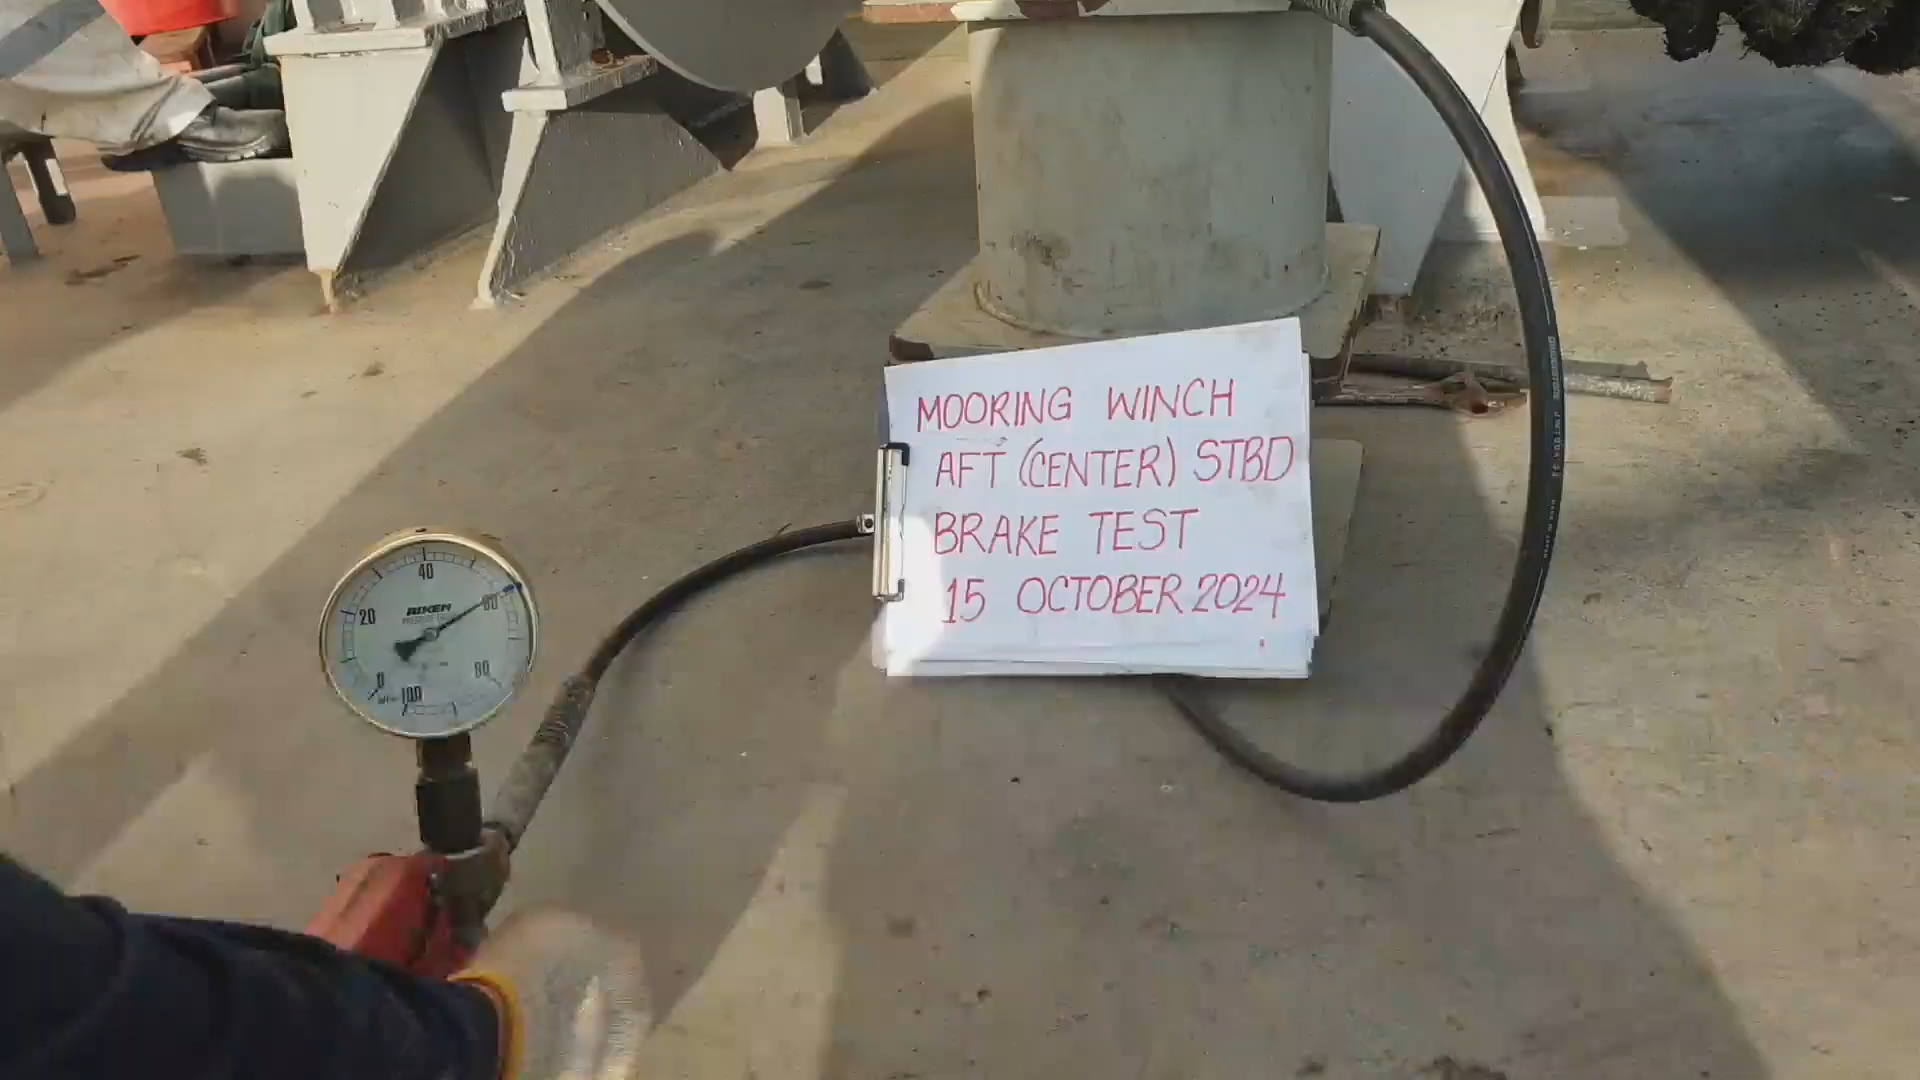 MOORING WINCH
AFT (CENTER) STBD
BRAKE TEST
15 OCTOBER 2024
40
20
60
RIKEN
80
0
100